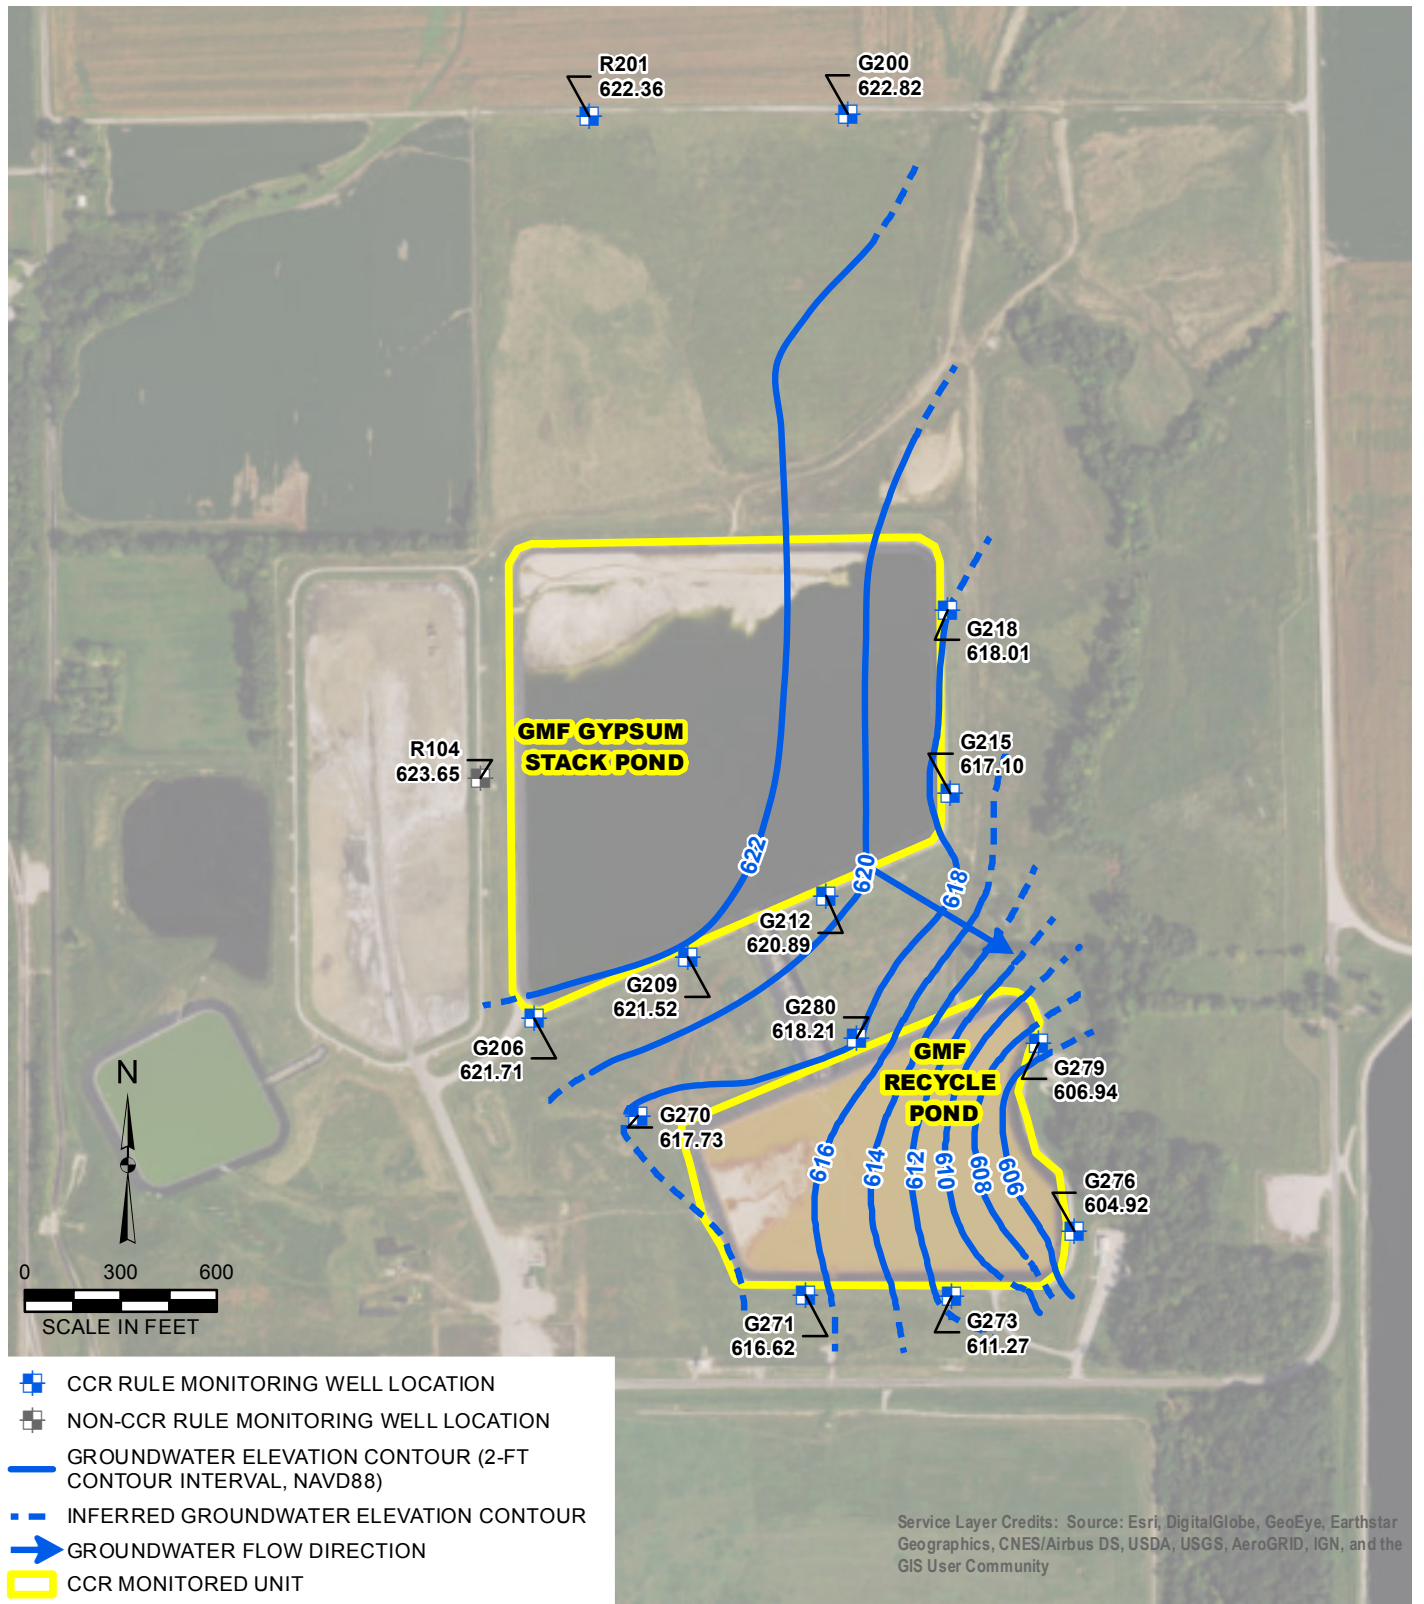 R201
622.36
G200
622.82
G218
618.01
G215
617.10
R104
623.65
GMF GYPSUM
STACK POND
622
620
618
G212
620.89
G209
621.52
G280
618.21
G206
621.71
GMF
RECYCLE
POND
G279
606.94
G270
617.73
616
614
612
610
608
606
G276
604.92
G271
616.62
G273
611.27
N
0 300 600
SCALE IN FEET
CCR RULE MONITORING WELL LOCATION
NON-CCR RULE MONITORING WELL LOCATION
GROUNDWATER ELEVATION CONTOUR (2-FT
CONTOUR INTERVAL, NAVD88)
INFERRED GROUNDWATER ELEVATION CONTOUR
GROUNDWATER FLOW DIRECTION
CCR MONITORED UNIT
Service Layer Credits: Source: Esri, DigitalGlobe, GeoEye, Earthstar
Geographics, CNES/Airbus DS, USDA, USGS, AeroGRID, IGN, and the
GIS User Community